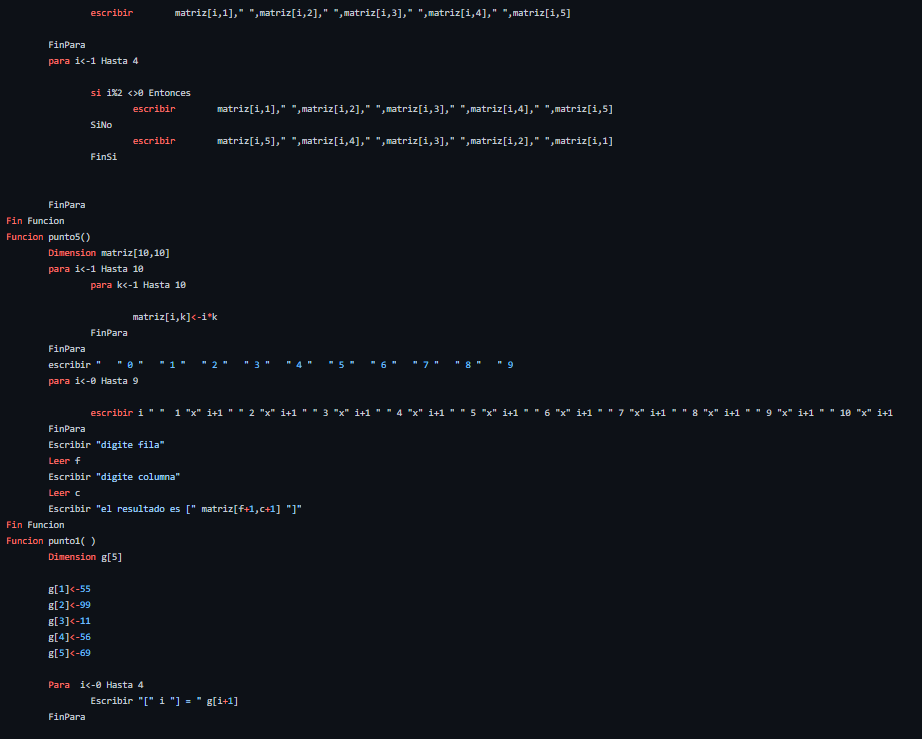 escribir matriz[i,1]," ",matriz[i,2]," ",matriz[i,3]," ",matriz[i,4]," ",matriz[i,5]
FinPara
para i<-1 Hasta 4
si i%2 <>0 Entonces
escribir matriz[i,1]," ",matriz[i,2]," ",matriz[i,3]," ",matriz[i,4]," ",matriz[i,5]
SiNo
escribir matriz[i,5]," ",matriz[i,4]," ",matriz[i,3]," ",matriz[i,2]," ",matriz[i,1]
FinSi
FinPara
Fin Funcion
Funcion punto5()
Dimension matriz[10,10]
para i<-1 Hasta 10
para k<-1 Hasta 10
matriz[i,k]<-i*k
FinPara
FinPara
escribir "   " 0 "   " 1 "   " 2 "   " 3 "   " 4 "   " 5 "   " 6 "   " 7 "   " 8 "   " 9
para i<-0 Hasta 9
escribir i " "  1 "x" i+1 " " 2 "x" i+1 " " 3 "x" i+1 " " 4 "x" i+1 " " 5 "x" i+1 " " 6 "x" i+1 " " 7 "x" i+1 " " 8 "x" i+1 " " 9 "x" i+1 " " 10 "x" i+1
FinPara
Escribir "digite fila"
Leer f
Escribir "digite columna"
Leer c
Escribir "el resultado es [" matriz[f+1,c+1] "]"
Fin Funcion
Funcion punto1( )
Dimension g[5]
g[1]<-55
g[2]<-99
g[3]<-11
g[4]<-56
g[5]<-69
Para  i<-0 Hasta 4
Escribir "[" i "] = " g[i+1]
FinPara